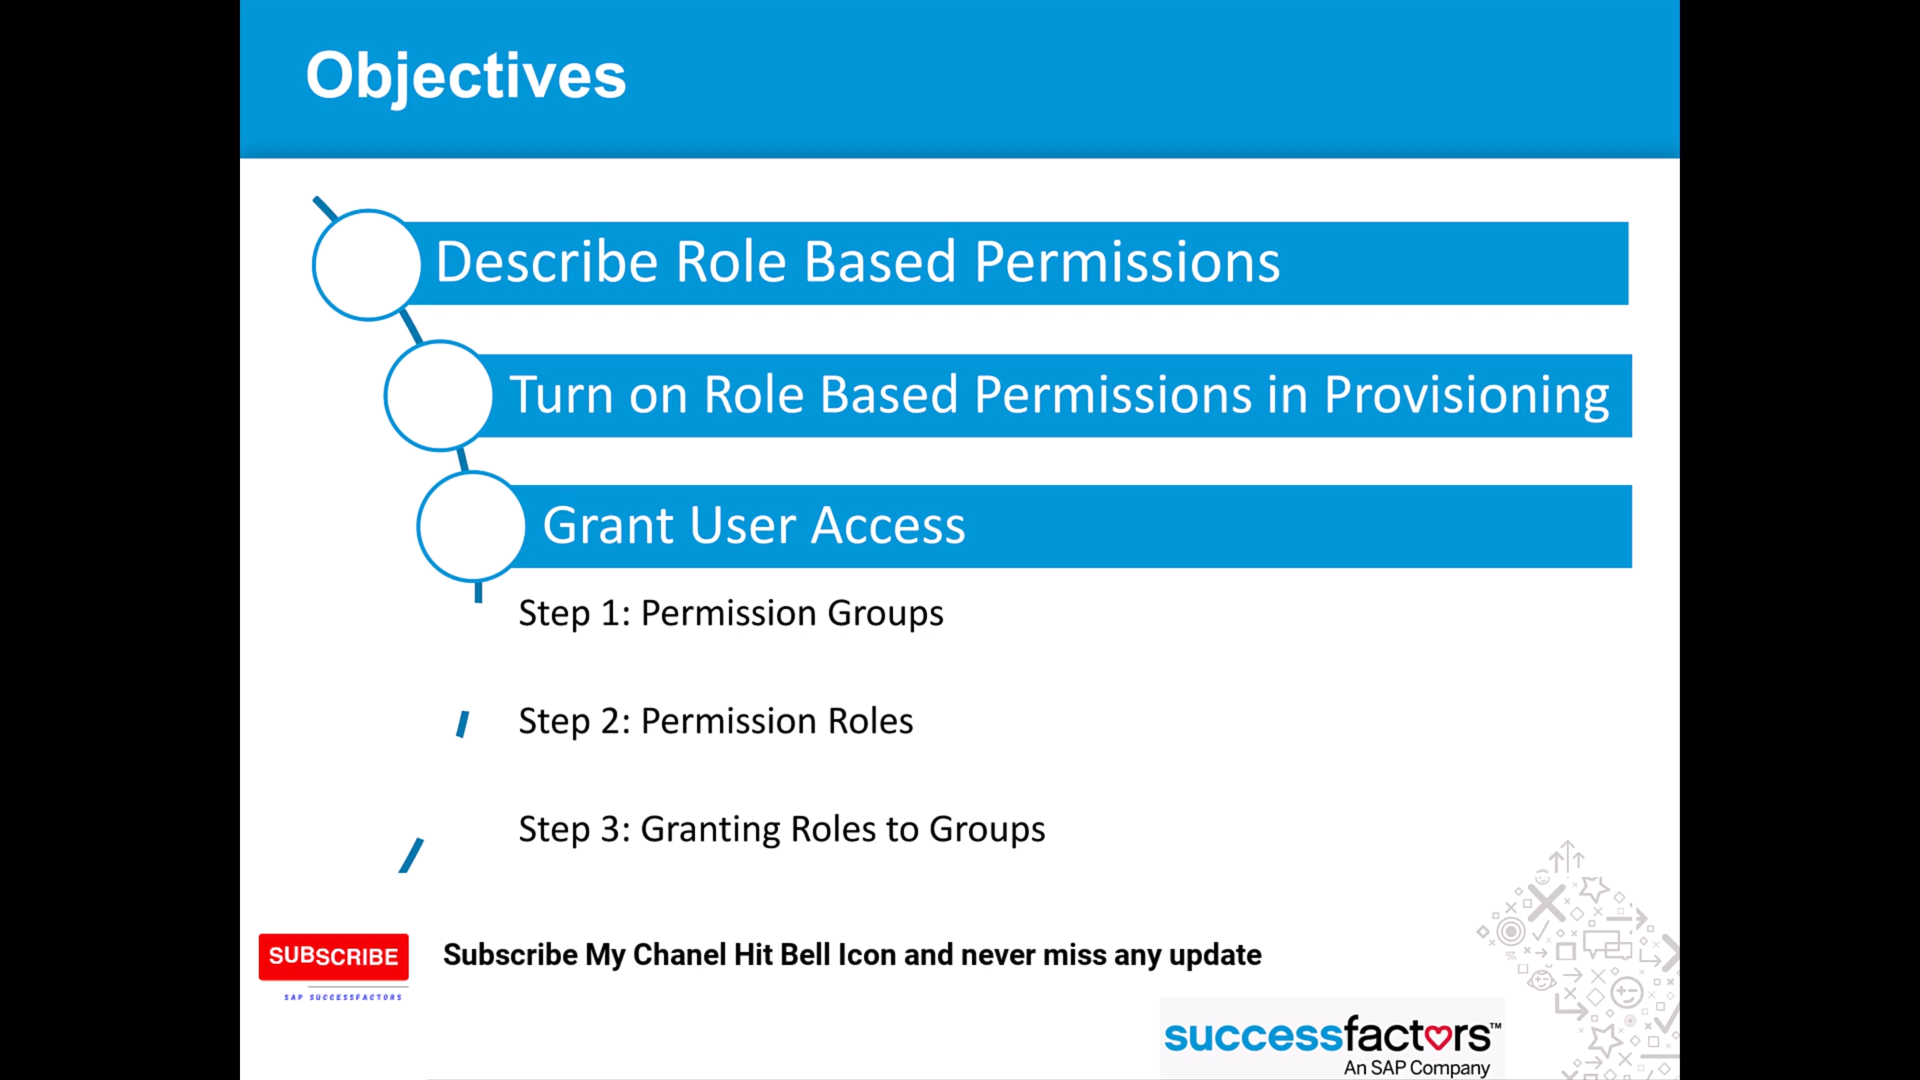 Objectives
Describe Role Based Permissions
Turn on Role Based Permissions in Provisioning
Grant User Access
Step 1: Permission Groups
Step 2: Permission Roles
Step 3: Granting Roles to Groups
SUBSCRIBE
SAP SUCCESSFACTORS
Subscribe My Chanel Hit Bell Icon and never miss any update
successfactors™
An SAP Company